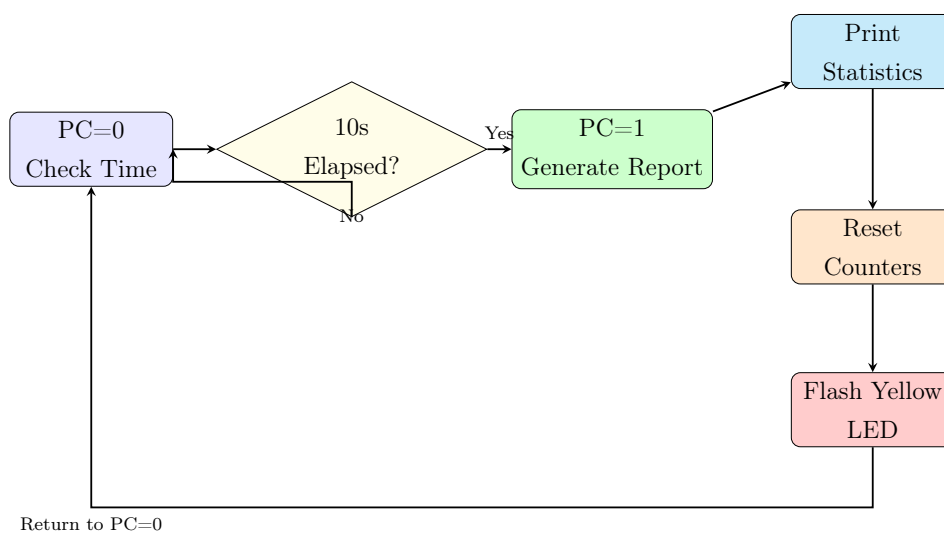 PC=0
Check Time
10s
Elapsed?
No
Yes
PC=1
Generate Report
Print
Statistics
Reset
Counters
Flash Yellow
LED
Return to PC=0